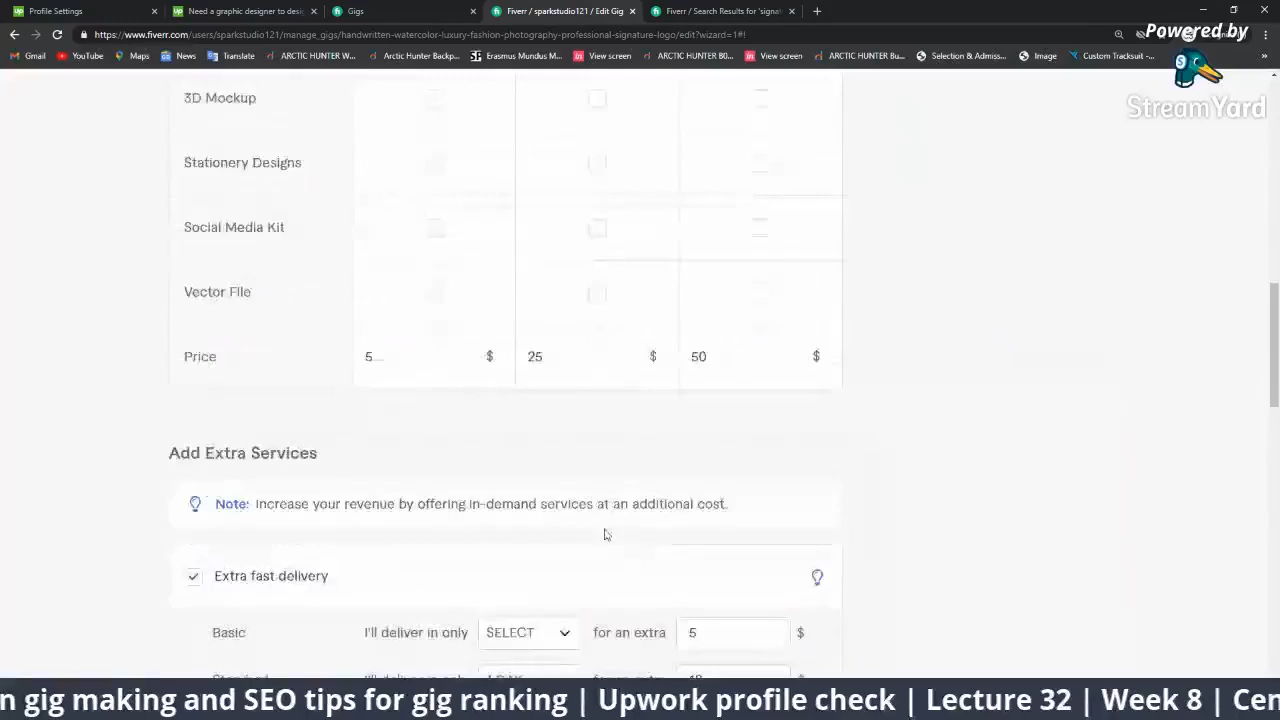 Profile Settings
Need a graphic designer to desi
Gigs
Fiverr / sparkstudio121 / Edit Gig
Fiverr / Search Results for 'signat
https://www.fiverr.com/users/sparkstudio121/manage_gigs/handwritten-watercolor-luxury-fashion-photography-professional-signature-logo/edit?wizard=1#!
Powered by
Gmail
YouTube
Maps
News
Translate
ARCTIC HUNTER W...
Arctic Hunter Backp...
Erasmus Mundus M...
View screen
ARCTIC HUNTER 80...
View screen
ARCTIC HUNTER Bu...
Selection & Admiss...
Image
Custom Tracksuit -...
StreamYard
3D Mockup
Stationery Designs
Social Media Kit
Vector File
Price 5 $ 25 $ 50 $
Add Extra Services
Note: Increase your revenue by offering in-demand services at an additional cost.
Extra fast delivery
Basic I'll deliver in only SELECT for an extra 5 $
n gig making and SEO tips for gig ranking | Upwork profile check | Lecture 32 | Week 8 | Cen